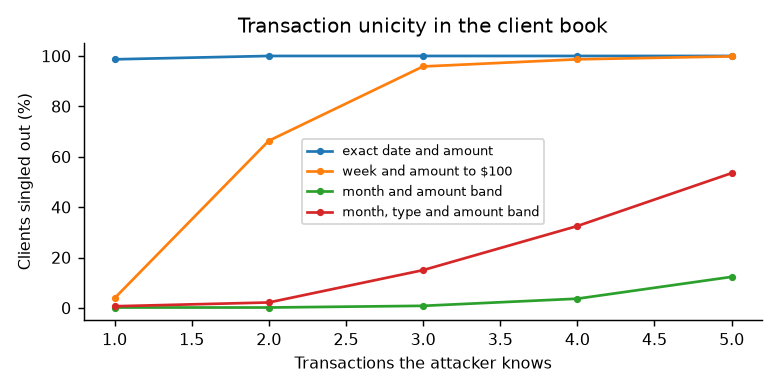 Transaction unicity in the client book
Clients singled out (%)
100
80
60
40
20
0
exact date and amount
week and amount to $100
month and amount band
month, type and amount band
1.0 1.5 2.0 2.5 3.0 3.5 4.0 4.5 5.0
Transactions the attacker knows